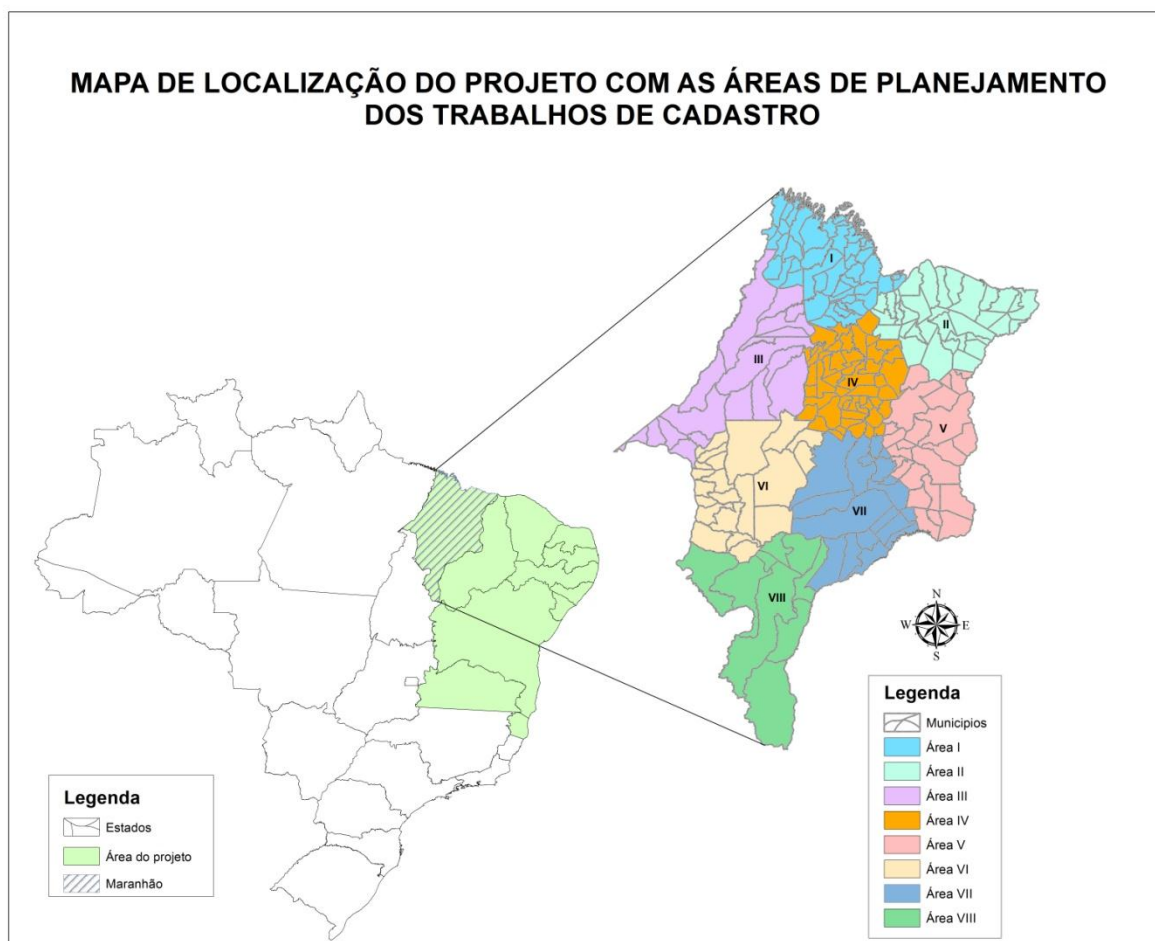 MAPA DE LOCALIZAÇÃO DO PROJETO COM AS ÁREAS DE PLANEJAMENTO
DOS TRABALHOS DE CADASTRO
I
II
III
IV
V
VI
VII
VIII
N
W
E
S
Legenda
Estados
Área do projeto
Maranhão
Legenda
Municipios
Área I
Área II
Área III
Área IV
Área V
Área VI
Área VII
Área VIII